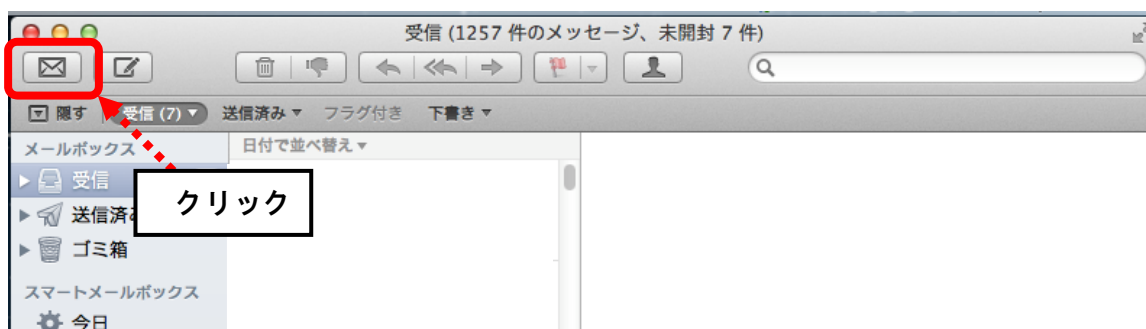 受信 (1257 件のメッセージ、未開封 7 件)
隠す 受信 (7) 送信済み フラグ付き 下書き
メールボックス
日付で並べ替え
受信
クリック
送信済み
ゴミ箱
スマートメールボックス
今日